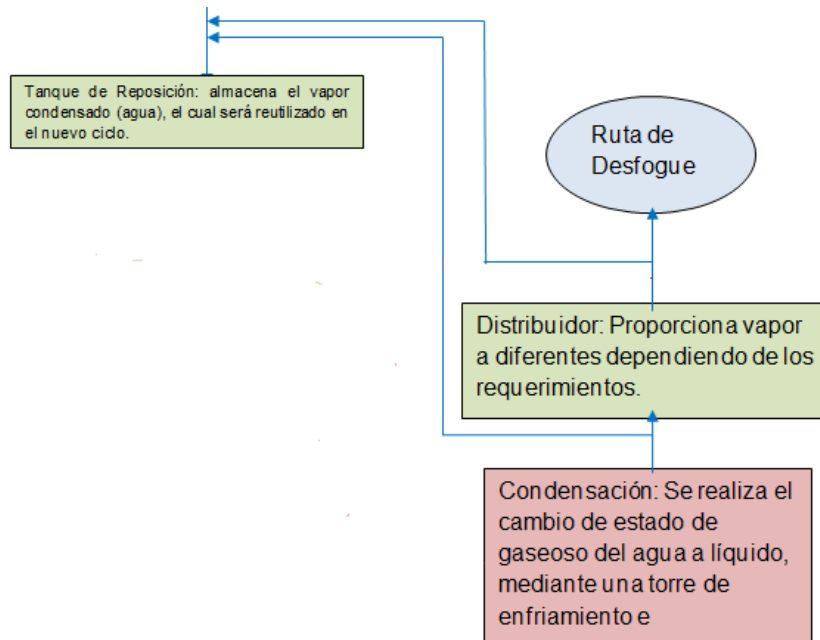 Tanque de Reposición: almacena el vapor
condensado (agua), el cual será reutilizado en
el nuevo ciclo.
Ruta de
Desfogue
Distribuidor: Proporciona vapor
a diferentes dependiendo de los
requerimientos.
Condensación: Se realiza el
cambio de estado de
gaseoso del agua a líquido,
mediante una torre de
enfriamiento e